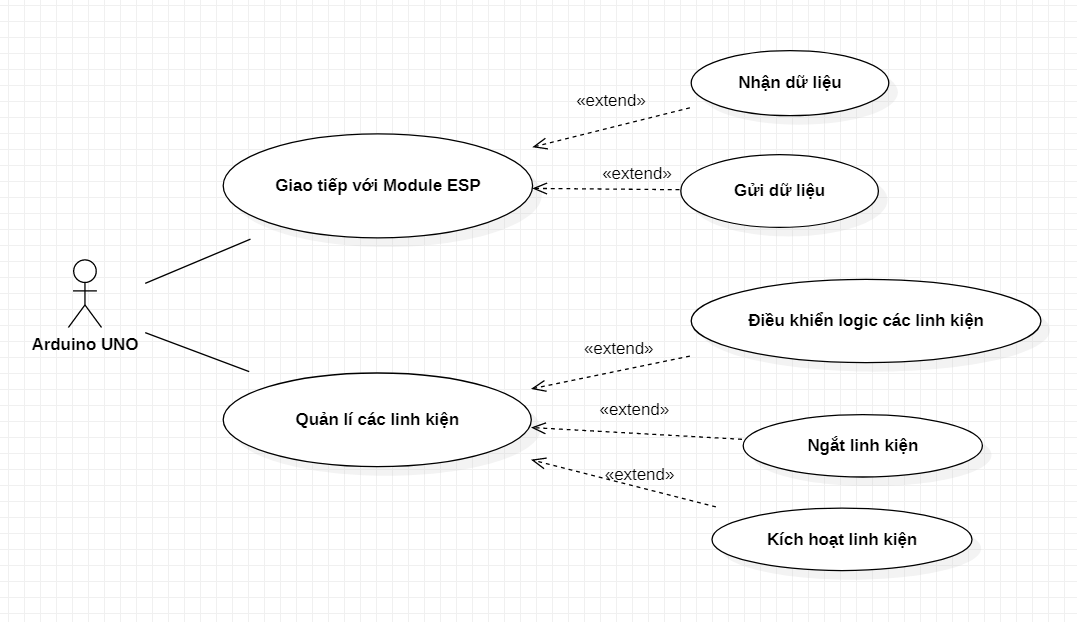 Nhận dữ liệu
«extend»
Giao tiếp với Module ESP
«extend»
Gửi dữ liệu
Arduino UNO
Điều khiển logic các linh kiện
«extend»
Quản lí các linh kiện
«extend»
Ngắt linh kiện
«extend»
Kích hoạt linh kiện